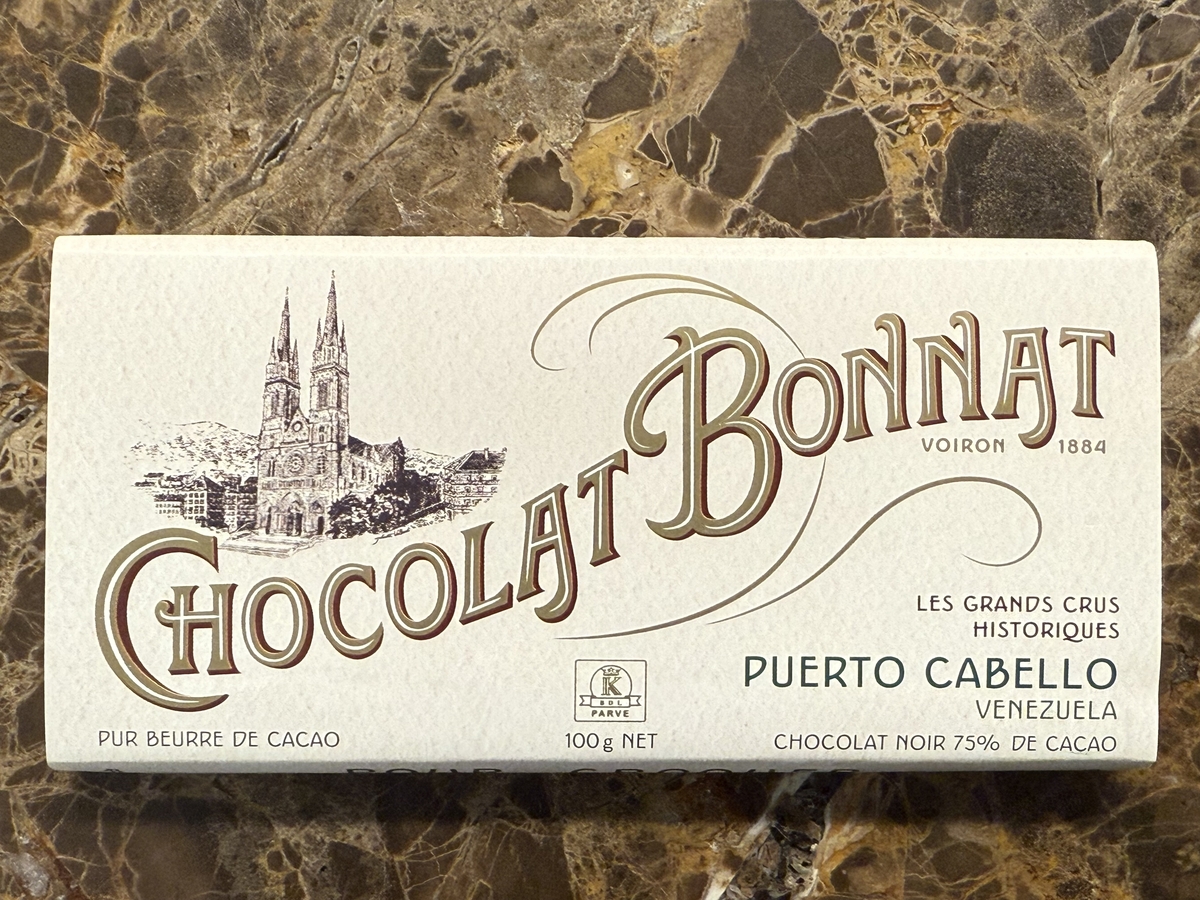 CHOCOLAT BONNAT
VOIRON 1884
LES GRANDS CRUS
HISTORIQUES
PUERTO CABELLO
VENEZUELA
CHOCOLAT NOIR 75% DE CACAO
K
BDL
PARVE
100g NET
PUR BEURRE DE CACAO